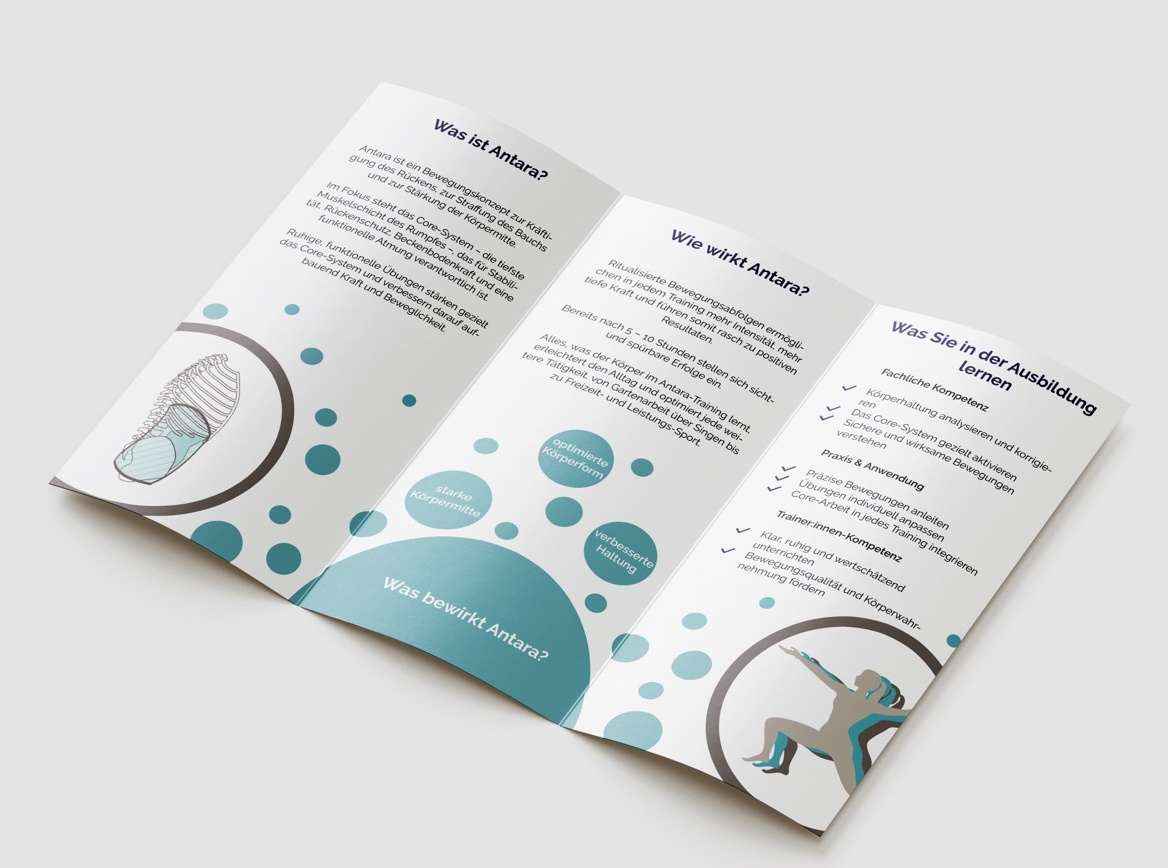 Was ist Antara?
Antara ist ein Bewegungskonzept zur Kräfti-
gung des Rückens, zur Straffung des Bauchs
und zur Stärkung der Körpermitte.
Im Fokus steht das Core-System – die tiefste
Muskelschicht des Rumpfes –, das für Stabili-
tät, Rückenschutz, Beckenbodenkraft und eine
funktionelle Atmung verantwortlich ist.
Ruhige, funktionelle Übungen stärken gezielt
das Core-System und verbessern darauf auf-
bauend Kraft und Beweglichkeit.
Wie wirkt Antara?
Ritualisierte Bewegungsabfolgen ermögli-
chen in jedem Training mehr Intensität, mehr
tiefe Kraft und führen somit rasch zu positiven
Resultaten.
Bereits nach 5 – 10 Stunden stellen sich sicht-
und spürbare Erfolge ein.
Alles, was der Körper im Antara-Training lernt,
erleichtert den Alltag und optimiert jede wei-
tere Tätigkeit, von Gartenarbeit über Singen bis
zu Freizeit- und Leistungs-Sport.
optimierte
Körperform
starke
Körpermitte
verbesserte
Haltung
Was bewirkt Antara?
Was Sie in der Ausbildung
lernen
Fachliche Kompetenz
Körperhaltung analysieren und korrigie-
ren
Das Core-System gezielt aktivieren
Sichere und wirksame Bewegungen
verstehen
Praxis & Anwendung
Präzise Bewegungen anleiten
Übungen individuell anpassen
Core-Arbeit in jedes Training integrieren
Trainer:innen-Kompetenz
Klar, ruhig und wertschätzend
unterrichten
Bewegungsqualität und Körperwahr-
nehmung fördern